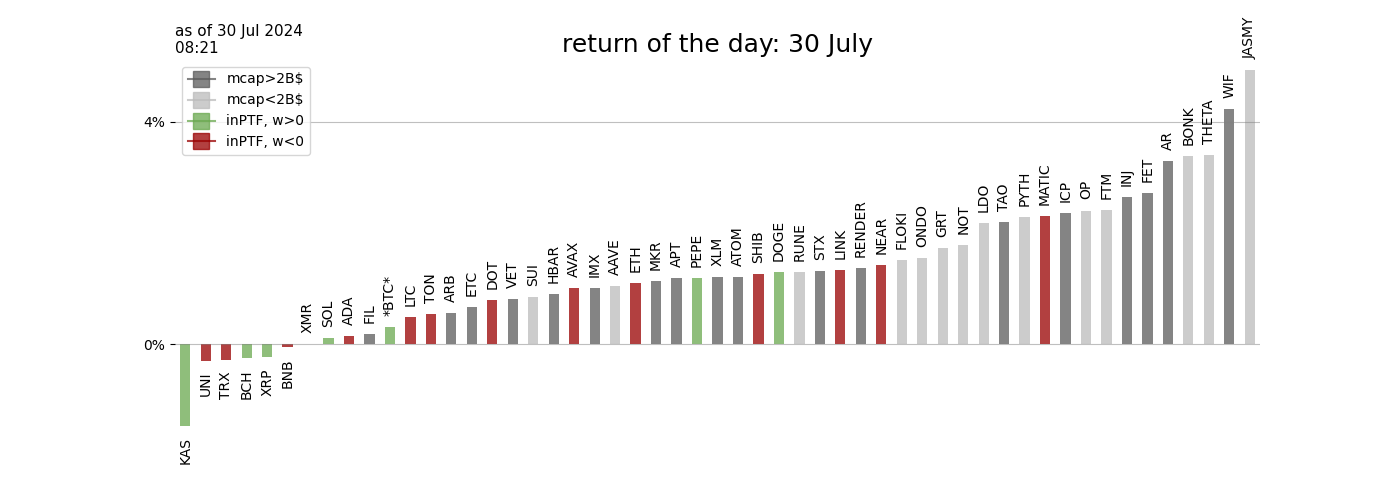 as of 30 Jul 2024
08:21
return of the day: 30 July
mcap>2B$
mcap<2B$
inPTF, w>0
inPTF, w<0
4%
0%
KAS
UNI
TRX
BCH
XRP
BNB
XMR
SOL
ADA
FIL
*BTC*
LTC
TON
ARB
ETC
DOT
VET
SUI
HBAR
AVAX
IMX
AAVE
ETH
MKR
APT
PEPE
XLM
ATOM
SHIB
DOGE
RUNE
STX
LINK
RENDER
NEAR
FLOKI
ONDO
GRT
NOT
LDO
TAO
PYTH
MATIC
ICP
OP
FTM
INJ
FET
AR
BONK
THETA
WIF
JASMY